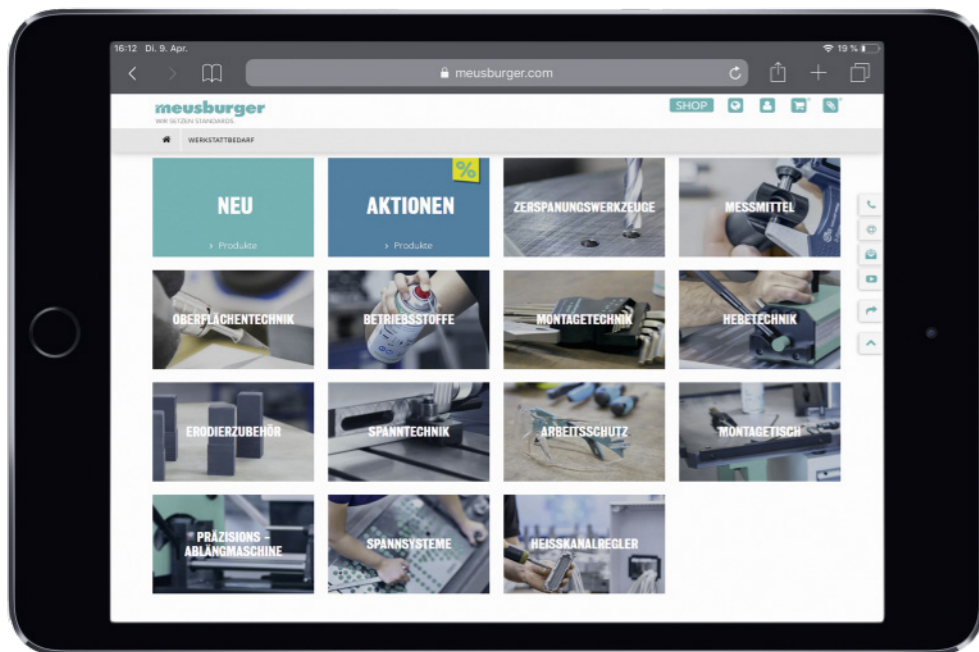 16:12 Di. 9. Apr.
19 %
meusburger.com
meusburger
WIR SETZEN STANDARDS
SHOP
WERKSTATTBEDARF
NEU
> Produkte
%
AKTIONEN
> Produkte
ZERSPANUNGSWERKZEUGE
MESSMITTEL
OBERFLÄCHENTECHNIK
BETRIEBSSTOFFE
MONTAGETECHNIK
HEBETECHNIK
ERODIERZUBEHÖR
SPANNTECHNIK
ARBEITSSCHUTZ
MONTAGETISCH
PRÄZISIONS –
ABLÄNGMASCHINE
SPANNSYSTEME
HEISSKANALREGLER